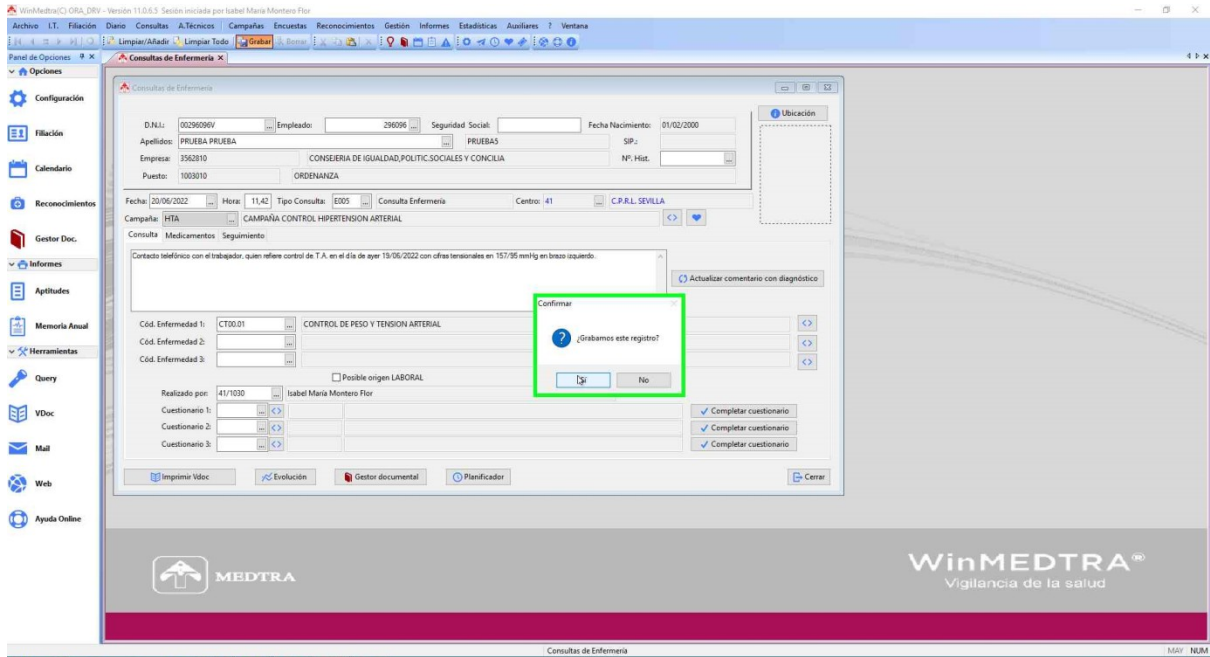 WinMedtra(C) ORA_DRV - Versión 11.0.6.5 Sesión iniciada por Isabel María Montero Flor
Archivo I.T. Filiación Diario Consultas A.Técnicos Campañas Encuestas Reconocimientos Gestión Informes Estadísticas Auxiliares ? Ventana
Limpiar/Añadir Limpiar Todo Grabar Borrar
Panel de Opciones
Consultas de Enfermería
Opciones
Configuración
Filiación
Calendario
Reconocimientos
Gestor Doc.
Informes
Aptitudes
Memoria Anual
Herramientas
Query
VDoc
Mail
Web
Ayuda Online
Consultas de Enfermería
Ubicación
D.N.I.: 00296096V ... Empleado: 296096 ... Seguridad Social: Fecha Nacimiento: 01/02/2000
Apellidos: PRUEBA PRUEBA ... PRUEBAS SIP.:
Empresa: 3562810 CONSEJERIA DE IGUALDAD,POLITIC.SOCIALES Y CONCILIA Nº. Hist. ...
Puesto: 1003010 ORDENANZA
Fecha: 20/06/2022 ... Hora: 11,42 Tipo Consulta: E005 ... Consulta Enfermería Centro: 41 ... C.P.R.L. SEVILLA
Campaña: HTA ... CAMPAÑA CONTROL HIPERTENSION ARTERIAL
Consulta Medicamentos Seguimiento
Contacto telefónico con el trabajador, quien refiere control de T.A. en el día de ayer 19/06/2022 con cifras tensionales en 157/95 mmHg en brazo izquierdo.
Actualizar comentario con diagnóstico
Confirmar
¿Grabamos este registro?
Sí No
Cód. Enfermedad 1: CT00.01 ... CONTROL DE PESO Y TENSION ARTERIAL
Cód. Enfermedad 2: ...
Cód. Enfermedad 3: ...
Posible origen LABORAL
Realizado por: 41/1030 ... Isabel María Montero Flor
Cuestionario 1: ... Completar cuestionario
Cuestionario 2: ... Completar cuestionario
Cuestionario 3: ... Completar cuestionario
Imprimir Vdoc Evolución Gestor documental Planificador Cerrar
MEDTRA
WinMEDTRA®
Vigilancia de la salud
Consultas de Enfermería
MAY NUM